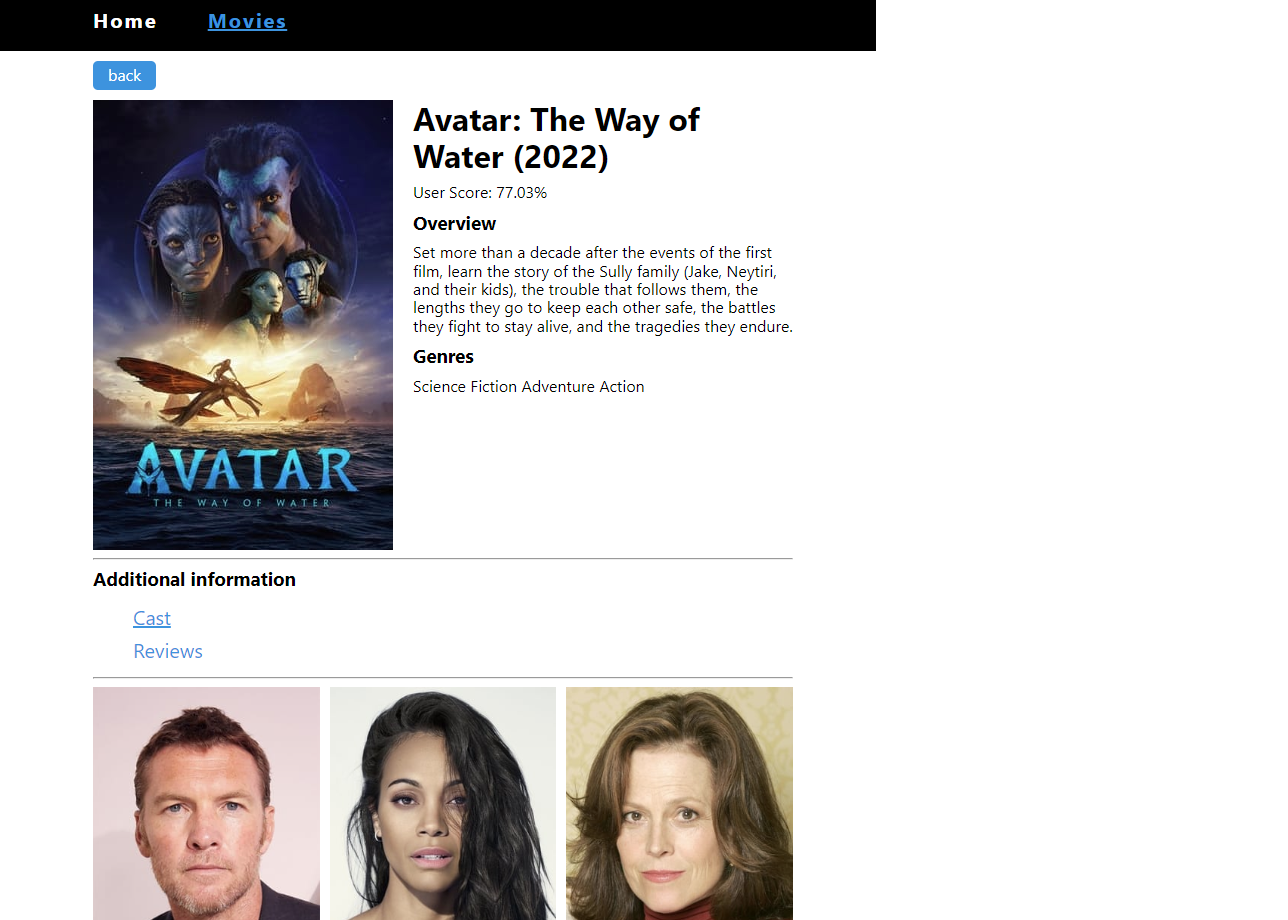 Home Movies
back
Avatar: The Way of
Water (2022)
User Score: 77.03%
Overview
Set more than a decade after the events of the first
film, learn the story of the Sully family (Jake, Neytiri,
and their kids), the trouble that follows them, the
lengths they go to keep each other safe, the battles
they fight to stay alive, and the tragedies they endure.
Genres
Science Fiction Adventure Action
AVATAR
THE WAY OF WATER
Additional information
Cast
Reviews